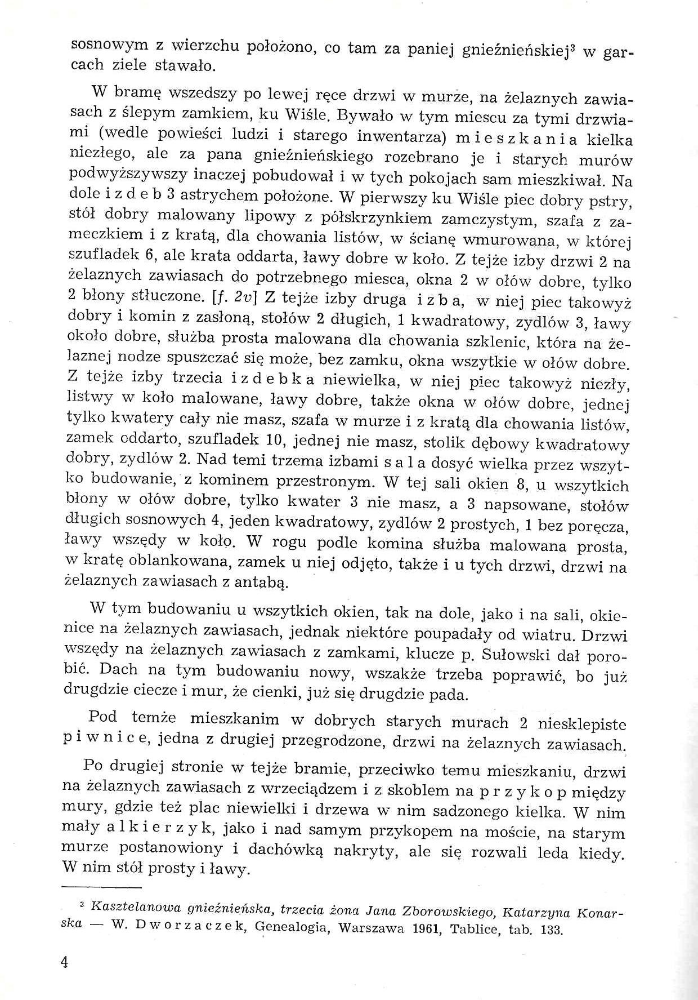 sosnowym z wierzchu położono, co tam za paniej gnieźnieńskiej³ w gar-
cach ziele stawało.
W bramę wszedszy po lewej ręce drzwi w murze, na żelaznych zawia-
sach z ślepym zamkiem, ku Wiśle. Bywało w tym miescu za tymi drzwia-
mi (wedle powieści ludzi i starego inwentarza) m i e s z k a n i a kielka
niezłego, ale za pana gnieźnieńskiego rozebrano je i starych murów
podwyższywszy inaczej pobudował i w tych pokojach sam mieszkiwał. Na
dole i z d e b 3 astrychem położone. W pierwszy ku Wiśle piec dobry pstry,
stół dobry malowany lipowy z półskrzynkiem zamczystym, szafa z za-
meczkiem i z kratą, dla chowania listów, w ścianę wmurowana, w której
szufladek 6, ale krata oddarta, ławy dobre w koło. Z tejże izby drzwi 2 na
żelaznych zawiasach do potrzebnego miesca, okna 2 w ołów dobre, tylko
2 błony stłuczone. [f. 2v] Z tejże izby druga i z b a, w niej piec takowyż
dobry i komin z zasłoną, stołów 2 długich, 1 kwadratowy, zydlów 3, ławy
około dobre, służba prosta malowana dla chowania szklenic, która na że-
laznej nodze spuszczać się może, bez zamku, okna wszytkie w ołów dobre.
Z tejże izby trzecia i z d e b k a niewielka, w niej piec takowyż niezły,
listwy w koło malowane, ławy dobre, także okna w ołów dobre, jednej
tylko kwatery cały nie masz, szafa w murze i z kratą dla chowania listów,
zamek oddarto, szufladek 10, jednej nie masz, stolik dębowy kwadratowy
dobry, zydlów 2. Nad temi trzema izbami s a l a dosyć wielka przez wszyt-
ko budowanie, z kominem przestronym. W tej sali okien 8, u wszytkich
błony w ołów dobre, tylko kwater 3 nie masz, a 3 napsowane, stołów
długich sosnowych 4, jeden kwadratowy, zydlów 2 prostych, 1 bez poręcza,
ławy wszędy w koło. W rogu podle komina służba malowana prosta,
w kratę oblankowana, zamek u niej odjęto, także i u tych drzwi, drzwi na
żelaznych zawiasach z antabą.
W tym budowaniu u wszytkich okien, tak na dole, jako i na sali, okie-
nice na żelaznych zawiasach, jednak niektóre poupadały od wiatru. Drzwi
wszędy na żelaznych zawiasach z zamkami, klucze p. Sułowski dał poro-
bić. Dach na tym budowaniu nowy, wszakże trzeba poprawić, bo już
drugdzie ciecze i mur, że cienki, już się drugdzie pada.
Pod temże mieszkanim w dobrych starych murach 2 niesklepiste
p i w n i c e, jedna z drugiej przegrodzone, drzwi na żelaznych zawiasach.
Po drugiej stronie w tejże bramie, przeciwko temu mieszkaniu, drzwi
na żelaznych zawiasach z wrzeciądzem i z skoblem na p r z y k o p między
mury, gdzie też plac niewielki i drzewa w nim sadzonego kielka. W nim
mały a l k i e r z y k, jako i nad samym przykopem na moście, na starym
murze postanowiony i dachówką nakryty, ale się rozwali leda kiedy.
W nim stół prosty i ławy.
³ Kasztelanowa gnieźnieńska, trzecia żona Jana Zborowskiego, Katarzyna Konar-
ska — W. D w o r z a c z e k, Genealogia, Warszawa 1961, Tablice, tab. 133.
4